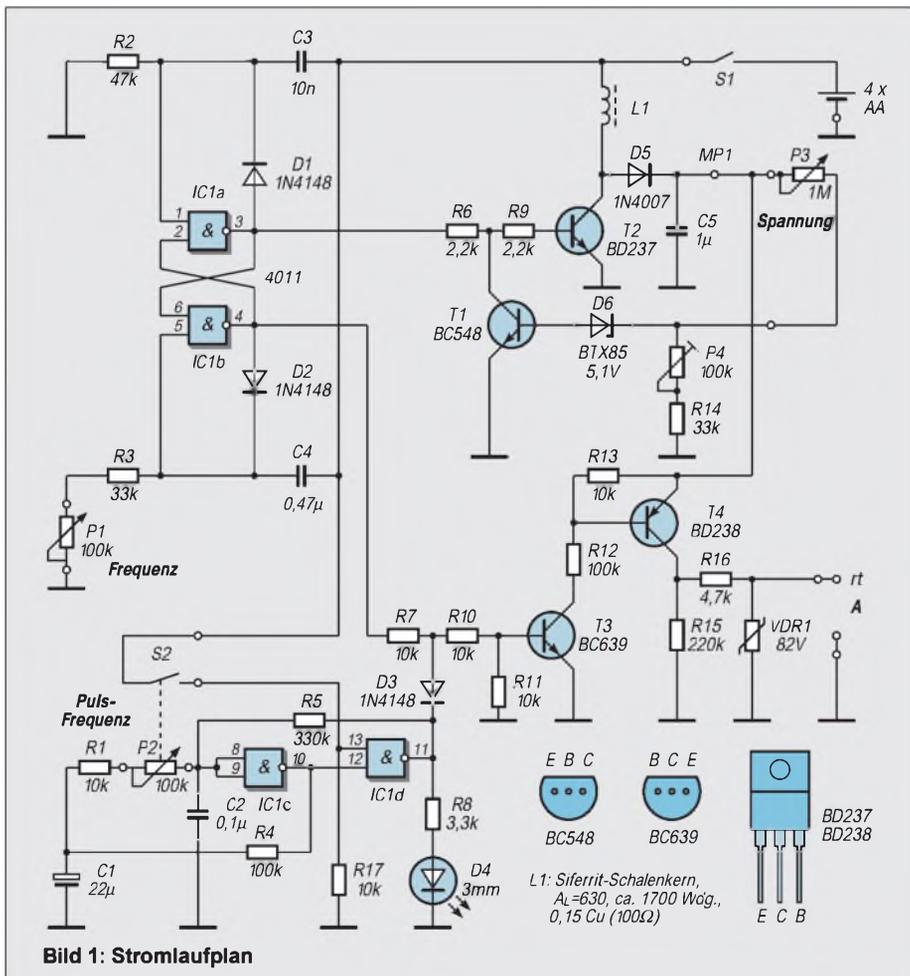 R2
47k
C3
10n
S1
4 x
AA
L1
D1
1N4148
D5
1N4007
MP1
P3
1M
Spannung
IC1a
1
2
&
3
R6
2,2k
R9
2,2k
T2
BD237
C5
1µ
4011
6
5
&
4
IC1b
T1
BC548
D6
BTX85
5,1V
P4
100k
D2
1N4148
R14
33k
R3
33k
C4
0,47µ
R13
10k
T4
BD238
P1
100k
Frequenz
R12
100k
R16
4,7k
rt
A
R7
10k
R10
10k
T3
BC639
R15
220k
VDR1
82V
S2
Puls-
Frequenz
D3
1N4148
R11
10k
R5
330k
R1
10k
P2
100k
8
9
&
10
IC1c
13
12
&
11
IC1d
C2
0,1µ
R4
100k
R8
3,3k
C1
22µ
R17
10k
D4
3mm
E B C
BC548
B C E
BC639
BD237
BD238
E C B
L1: Siferrit-Schalenkern,
AL=630, ca. 1700 Wdg.,
0,15 Cu (100Ω)
Bild 1: Stromlaufplan